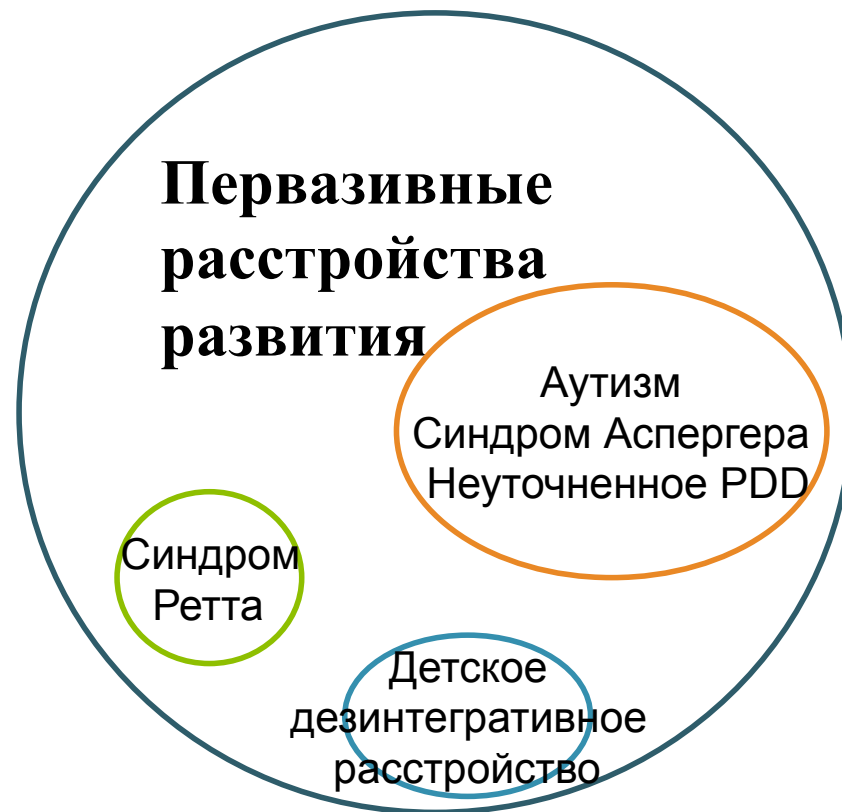 Первазивные
расстройства
развития
Аутизм
Синдром Аспергера
Неуточненное PDD
Синдром
Ретта
Детское
дезинтегративное
расстройство